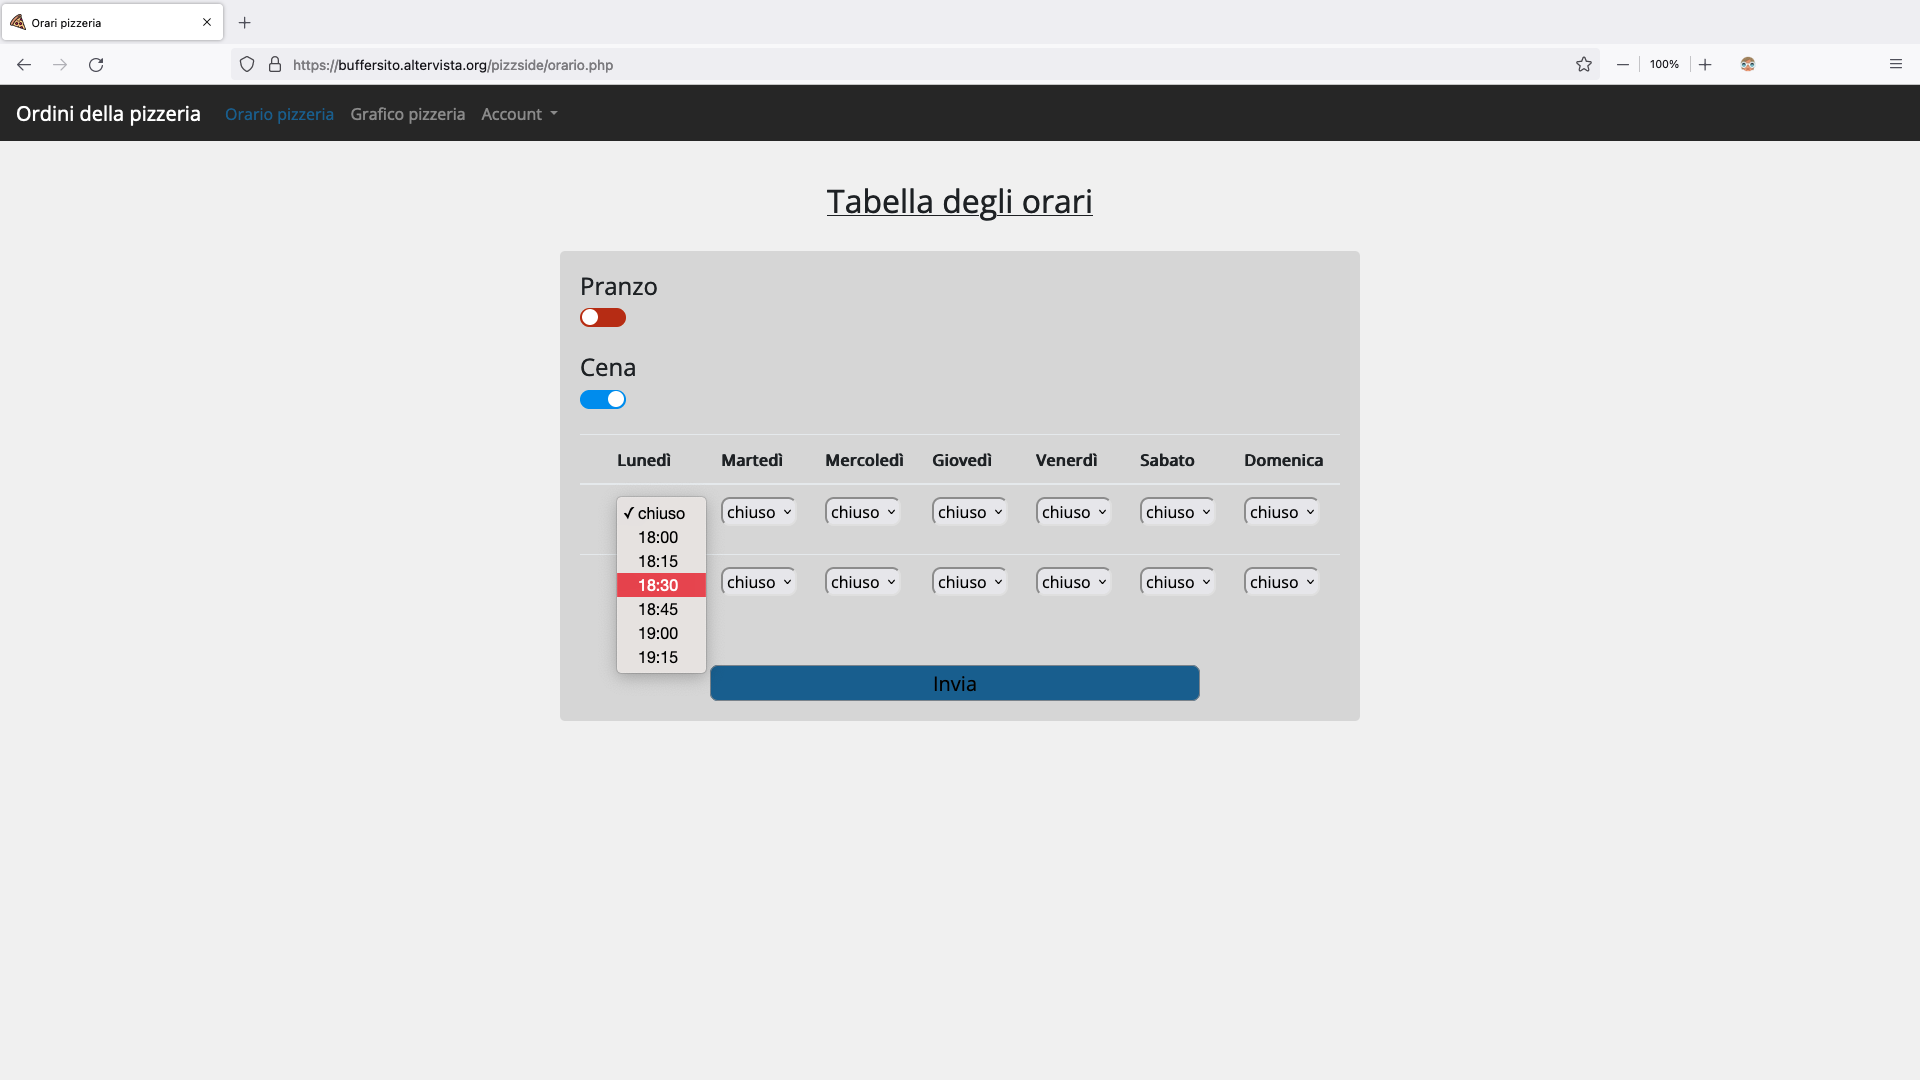 Orari pizzeria
https://buffersito.altervista.org/pizzside/orario.php
100%
Ordini della pizzeria Orario pizzeria Grafico pizzeria Account
Tabella degli orari
Pranzo
Cena
Lunedì Martedì Mercoledì Giovedì Venerdì Sabato Domenica
✓ chiuso chiuso chiuso chiuso chiuso chiuso chiuso
18:00
18:15
18:30 chiuso chiuso chiuso chiuso chiuso chiuso
18:45
19:00
19:15
Invia